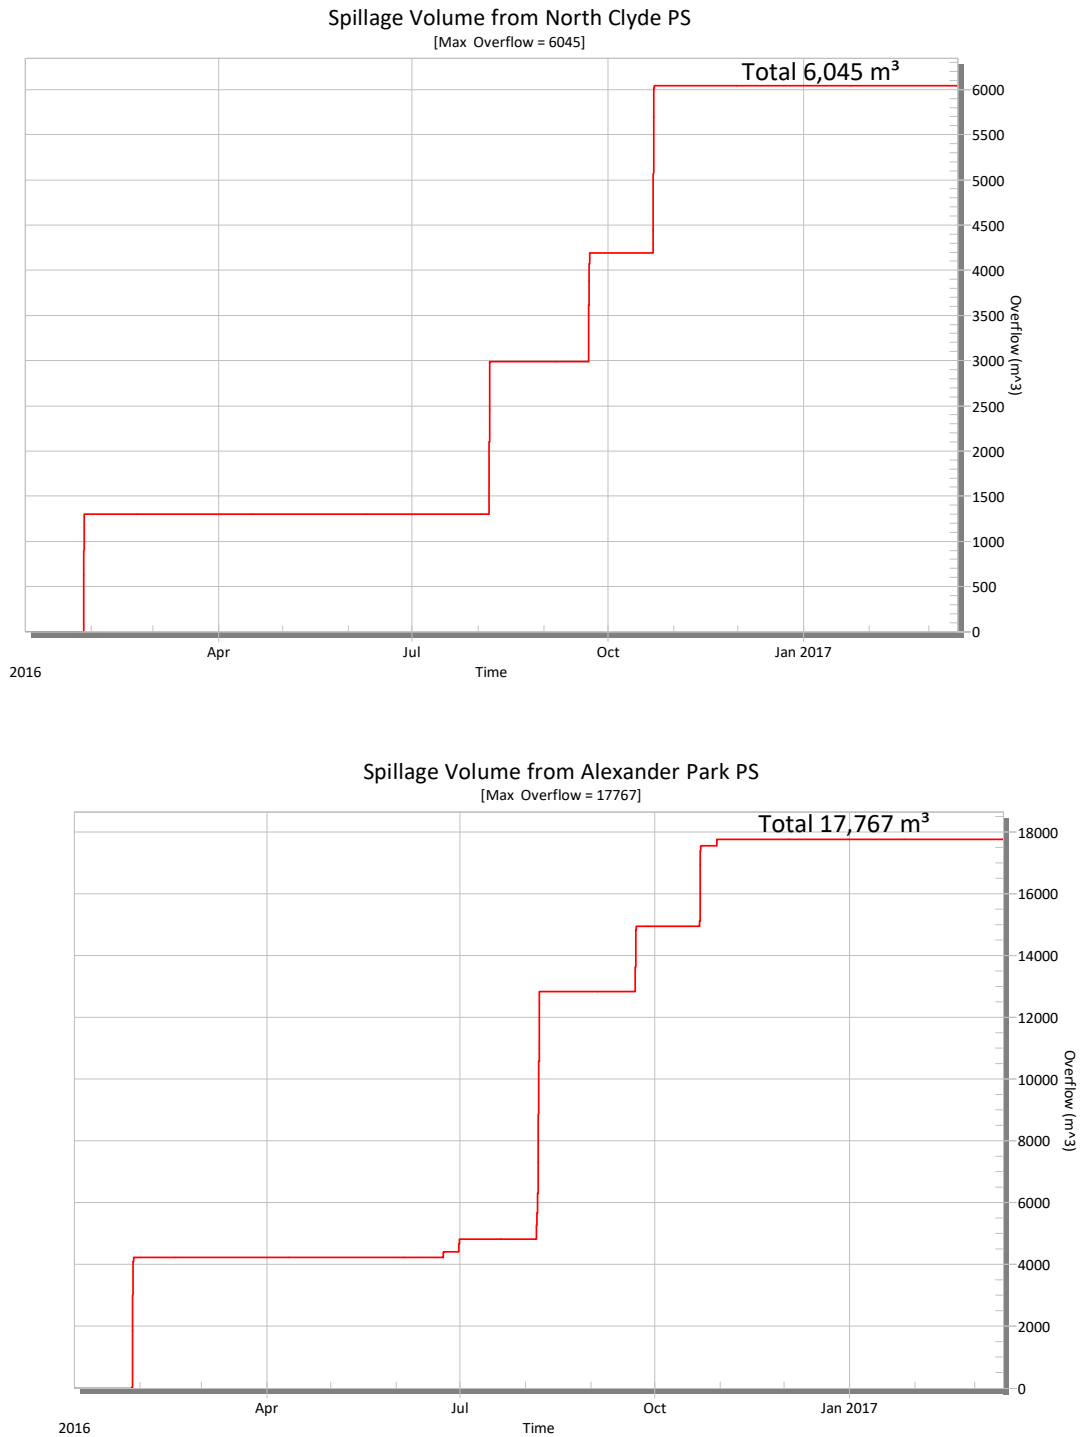 Spillage Volume from North Clyde PS
[Max Overflow = 6045]
Total 6,045 m³
6000
5500
5000
4500
4000
3500
3000
2500
2000
1500
1000
500
0
Overflow (m^3)
Apr
Jul
Oct
Jan 2017
2016
Time
Spillage Volume from Alexander Park PS
[Max Overflow = 17767]
Total 17,767 m³
18000
16000
14000
12000
10000
8000
6000
4000
2000
0
Overflow (m^3)
Apr
Jul
Oct
Jan 2017
2016
Time